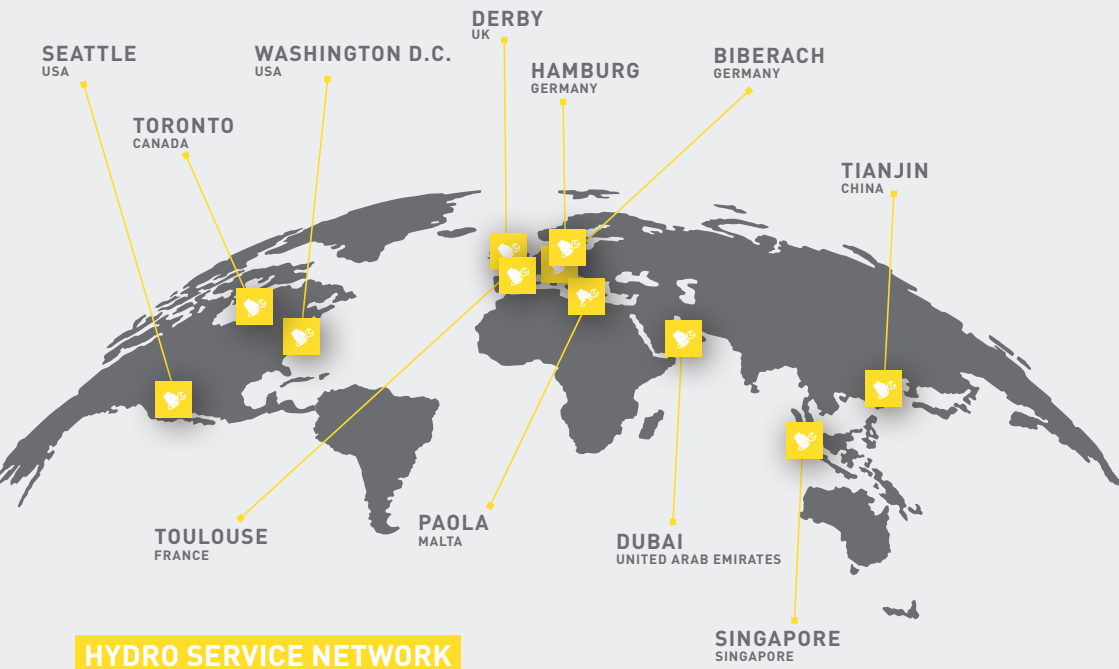 DERBY
UK
SEATTLE
USA
WASHINGTON D.C.
USA
BIBERACH
GERMANY
HAMBURG
GERMANY
TORONTO
CANADA
TIANJIN
CHINA
TOULOUSE
FRANCE
PAOLA
MALTA
DUBAI
UNITED ARAB EMIRATES
SINGAPORE
SINGAPORE
HYDRO SERVICE NETWORK